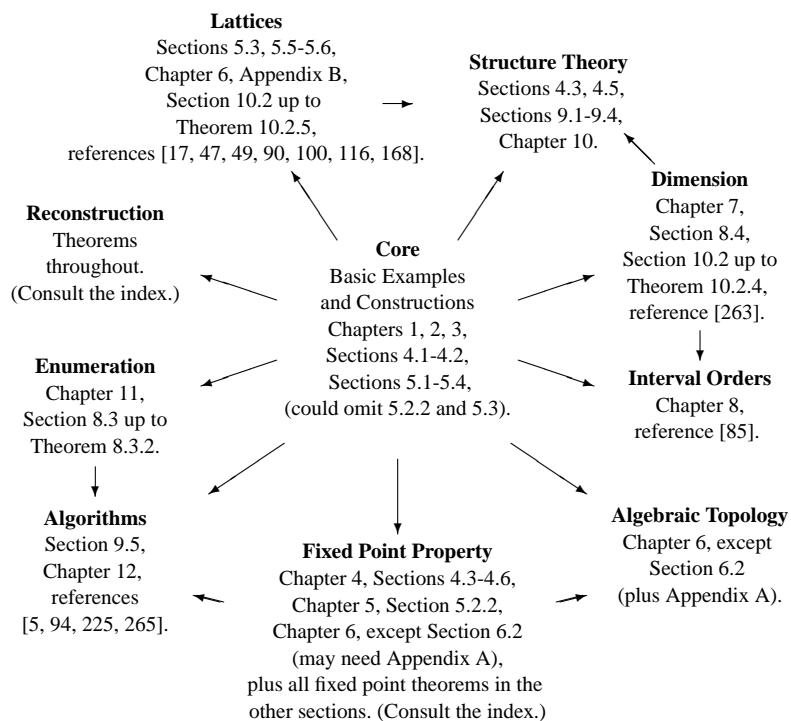 Lattices
Sections 5.3, 5.5-5.6,
Chapter 6, Appendix B,
Section 10.2 up to
Theorem 10.2.5,
references [17, 47, 49, 90, 100, 116, 168].
Structure Theory
Sections 4.3, 4.5,
Sections 9.1-9.4,
Chapter 10.
Dimension
Chapter 7,
Section 8.4,
Section 10.2 up to
Theorem 10.2.4,
reference [263].
Reconstruction
Theorems
throughout.
(Consult the index.)
Core
Basic Examples
and Constructions
Chapters 1, 2, 3,
Sections 4.1-4.2,
Sections 5.1-5.4,
(could omit 5.2.2 and 5.3).
Enumeration
Chapter 11,
Section 8.3 up to
Theorem 8.3.2.
Interval Orders
Chapter 8,
reference [85].
Algorithms
Section 9.5,
Chapter 12,
references
[5, 94, 225, 265].
Fixed Point Property
Chapter 4, Sections 4.3-4.6,
Chapter 5, Section 5.2.2,
Chapter 6, except Section 6.2
(may need Appendix A),
plus all fixed point theorems in the
other sections. (Consult the index.)
Algebraic Topology
Chapter 6, except
Section 6.2
(plus Appendix A).